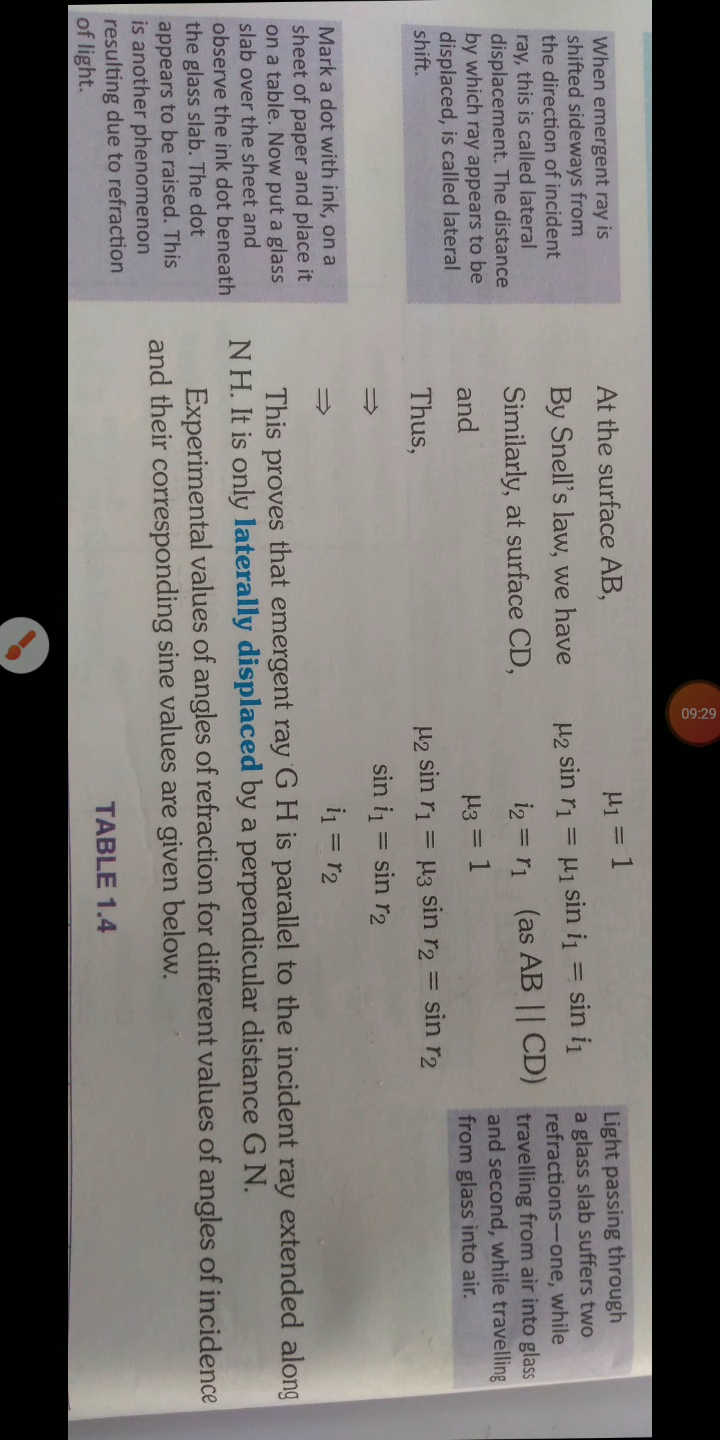 When emergent ray is
shifted sideways from
the direction of incident
ray, this is called lateral
displacement. The distance
by which ray appears to be
displaced, is called lateral
shift.
Mark a dot with ink, on a
sheet of paper and place it
on a table. Now put a glass
slab over the sheet and
observe the ink dot beneath
the glass slab. The dot
appears to be raised. This
is another phenomenon
resulting due to refraction
of light.
At the surface AB, μ₁ = 1
By Snell's law, we have μ₂ sin r₁ = μ₁ sin i₁ = sin i₁
Similarly, at surface CD, i₂ = r₁ (as AB || CD)
and μ₃ = 1
Thus, μ₂ sin r₁ = μ₃ sin r₂ = sin r₂
⇒ sin i₁ = sin r₂
⇒ i₁ = r₂
This proves that emergent ray G H is parallel to the incident ray extended along
N H. It is only laterally displaced by a perpendicular distance G N.
Experimental values of angles of refraction for different values of angles of incidence
and their corresponding sine values are given below.
TABLE 1.4
Light passing through
a glass slab suffers two
refractions—one, while
travelling from air into glass
and second, while travelling
from glass into air.
09:29